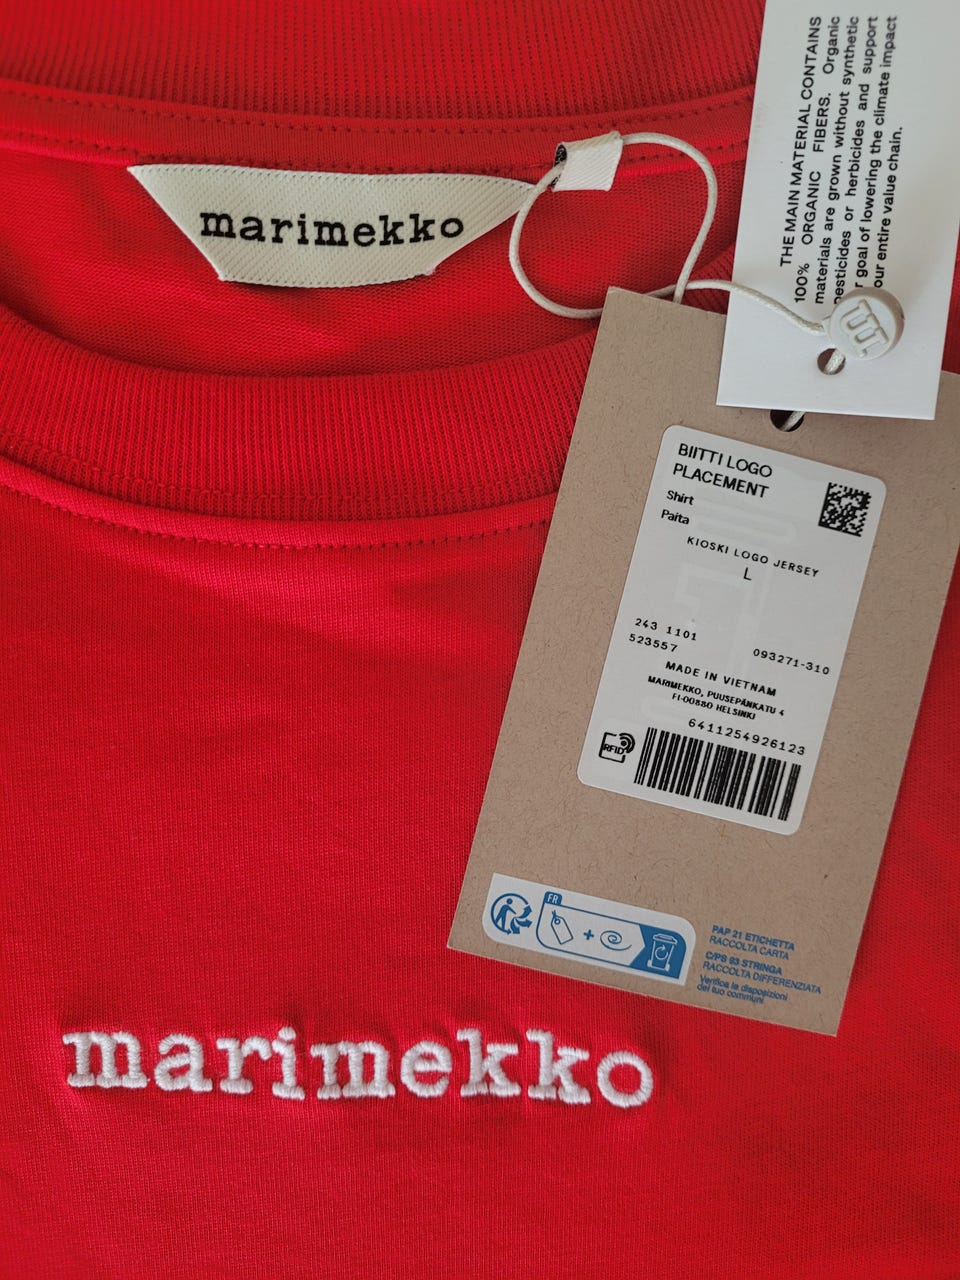 marimekko
THE MAIN MATERIAL CONTAINS
100% ORGANIC FIBERS. Organic
materials are grown without synthetic
pesticides or herbicides and support
goal of lowering the climate impact
our entire value chain.
BIITTI LOGO
PLACEMENT
Shirt
Paita
KIOSKI LOGO JERSEY
L
243 1101
523557
093271-310
MADE IN VIETNAM
MARIMEKKO, PUUSEPÄNKATU 4
FI-00880 HELSINKI
6411254926123
RFID
FR
PAP 21 ETICHETTA
RACCOLTA CARTA
C/PS 93 STRINGA
RACCOLTA DIFFERENZIATA
Verifica le disposizioni
del tuo comune
marimekko